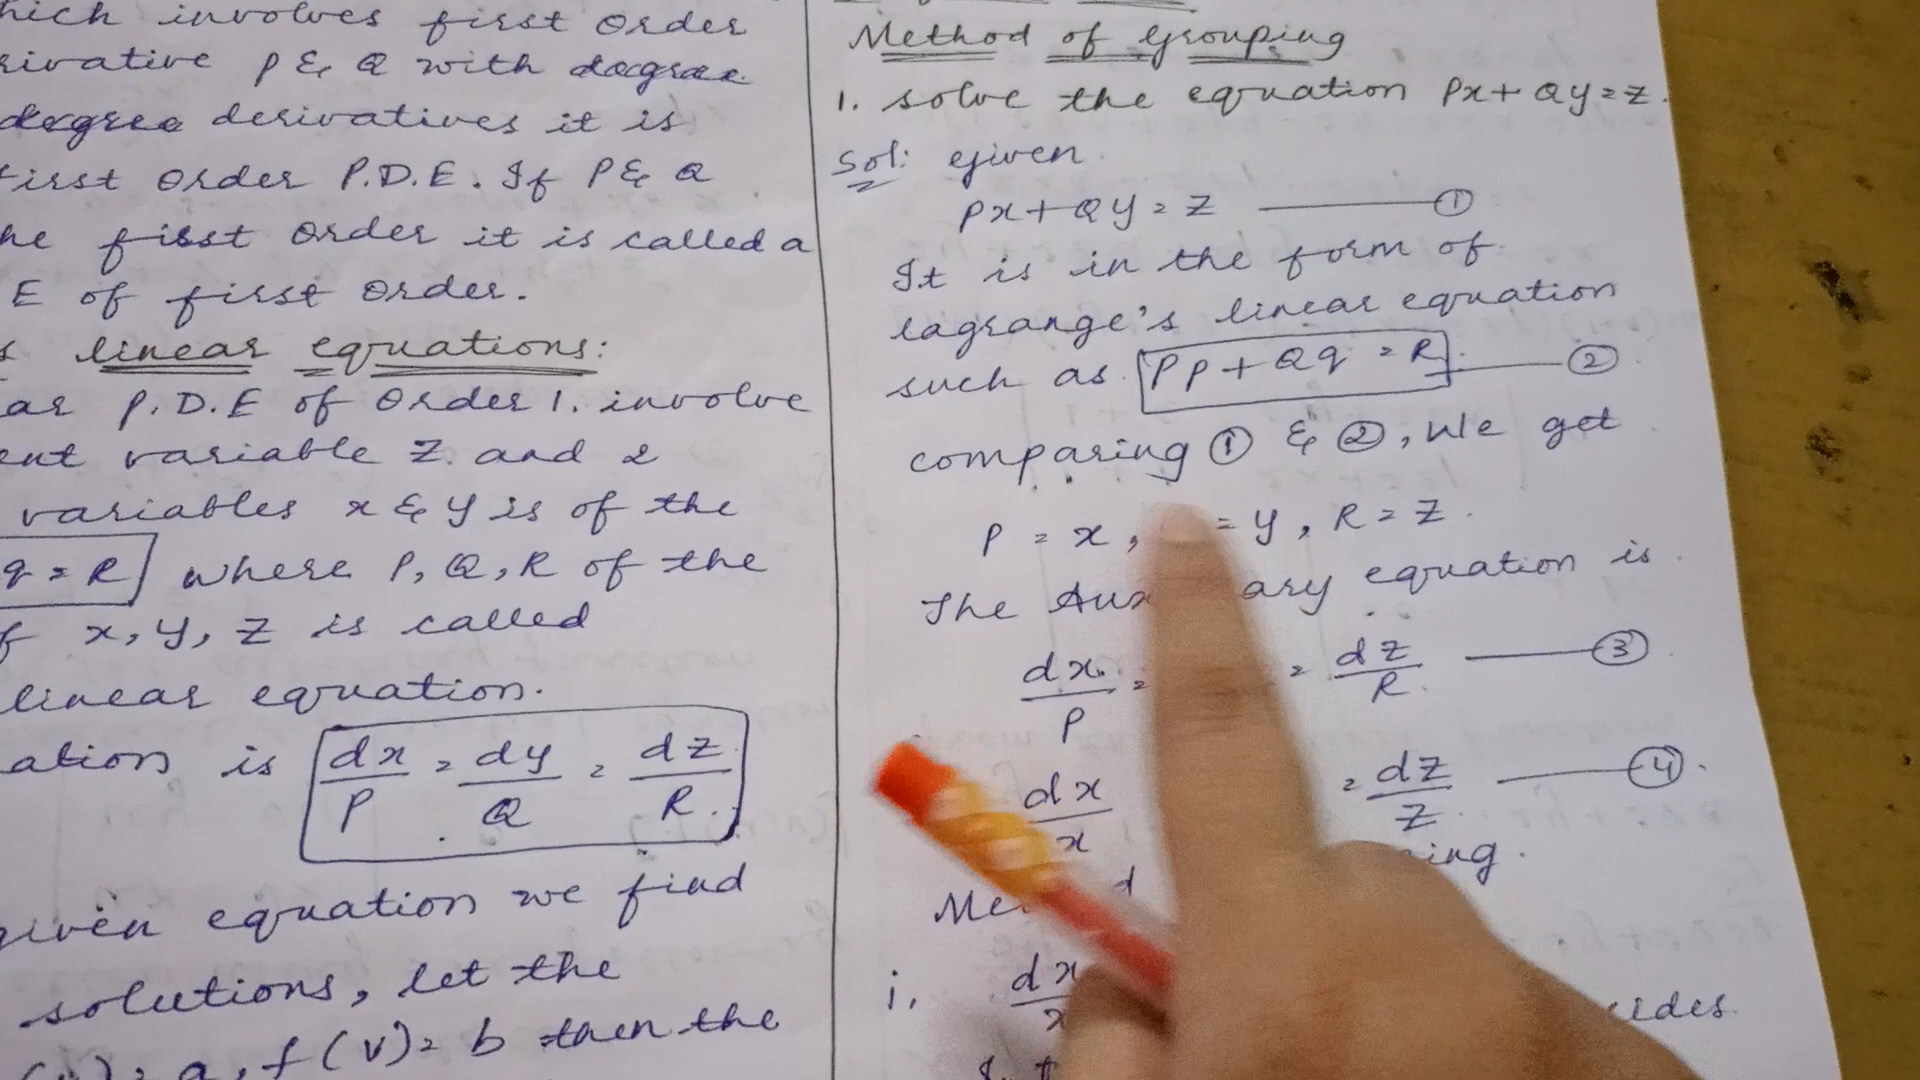 which involves first order
rivative P & Q with dagrae
degree derivatives it is
first order P.D.E. If P & Q
he first order it is called a
E of first order.
linear equations:
ar P.D.E of order 1. involve
ent variable Z and 2
variables x & y is of the
q = R where P, Q, R of the
f x, y, z is called
linear equation.
ation is dx/P = dy/Q = dz/R.
given equation we find
solutions, let the
a, f(v) = b then the
Method of Grouping
1. solve the equation Px + Qy = Z.
Sol: given
Px + Qy = Z ①
It is in the form of
lagrange's linear equation
such as Pp + Qq = R. ②
comparing ① & ②, We get
P = x, = y, R = Z.
The Aux ary equation is
dx/P = = dz/R. ③
dx/x = dz/z ④.
Me d ing.
i. dx/x ides.